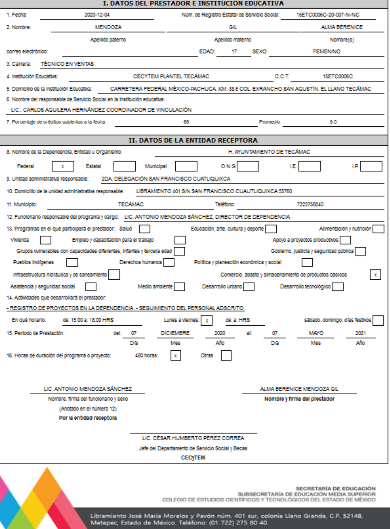 I. DATOS DEL PRESTADOR E INSTITUCIÓN EDUCATIVA
1. Fecha: 2020-12-04 Núm. de Registro Estatal de Servicio Social: 15ETC0006C-20-007-N-NC
2. Nombre: MENDOZA GIL ALMA BERENICE
Apellido paterno Apellido materno Nombre(s)
correo electrónico: EDAD: 17 SEXO: FEMENINO
3. Carrera: TÉCNICO EN VENTAS
4. Institución Educativa: CECYTEM PLANTEL TECÁMAC C.C.T. 15ETC0006C
5. Domicilio de la Institución Educativa: CARRETERA FEDERAL MÉXICO-PACHUCA KM. 38.5 COL. EXRANCHO SAN AGUSTÍN, EL LLANO TECÁMAC
6. Nombre del responsable de Servicio Social en la Institución educativa:
LIC.. CARLOS AGUILERA HERNÁNDEZ COORDINADOR DE VINCULACIÓN
7. Porcentaje de créditos cubiertos a la fecha: Promedio: 9.0
II. DATOS DE LA ENTIDAD RECEPTORA
8. Nombre de la Dependencia, Entidad u Organismo: H. AYUNTAMIENTO DE TECÁMAC
Federal x Estatal Municipal O.N.G I.E. I.P.
9. Unidad administrativa responsable: 2DA. DELEGACIÓN SAN FRANCISCO CUATLIQUIXCA
10. Domicilio de la unidad administrativa responsable: LIBRAMIENTO 401 S/N SAN FRANCISCO CUAUTLIQUIXCA 55760
11. Municipio: TECÁMAC Teléfono: 7222758040
12. Funcionario responsable del programa y cargo: LIC. ANTONIO MENDOZA SÁNCHEZ, DIRECTOR DE DEPENDENCIA
13. Programas en el que participará el prestador: Salud Educación, arte, cultura y deporte Alimentación y nutrición
Vivienda Empleo y capacitación para el trabajo Apoyo a proyectos productivos
Grupos vulnerables con capacidades diferentes, infantes y tercera edad Gobierno, justicia y seguridad pública
Pueblos indígenas Derechos humanos Política y planeación económica y social
Infraestructura hidráulica y de saneamiento Comercio, abasto y almacenamiento de productos básicos x
Asistencia y seguridad social Medio ambiente Desarrollo urbano Desarrollo tecnológico
14. Actividades que desarrollará el prestador:
- REGISTRO DE PROYECTOS EN LA DEPENDENCIA. - SEGUIMIENTO DEL PERSONAL ADSCRITO.
En qué horario: de: 15:00 a: 18:00 HRS Lunes a viernes: x de: a: HRS sábado, domingo, días festivos
15. Periodo de Prestación: del: 07 DICIEMBRE 2020 al: 07 MAYO 2021
Día Mes Año Día Mes Año
16. Horas de duración del programa o proyecto: 480 horas: x Otras
LIC. ANTONIO MENDOZA SÁNCHEZ ALMA BERENICE MENDOZA GIL
Nombre, firma del funcionario y sello Nombre y firma del prestador
(Anotado en el número 12)
Por la entidad receptora
LIC. CÉSAR HUMBERTO PÉREZ CORREA
Jefe del Departamento de Servicio Social y Becas
CECyTEM
SECRETARÍA DE EDUCACIÓN
SUBSECRETARÍA DE EDUCACIÓN MEDIA SUPERIOR
COLEGIO DE ESTUDIOS CIENTÍFICOS Y TECNOLÓGICOS DEL ESTADO DE MÉXICO
Libramiento José María Morelos y Pavón núm. 401 sur, colonia Llano Grande, C.P. 52148,
Metepec, Estado de México. Teléfono: (01 722) 275 80 40.